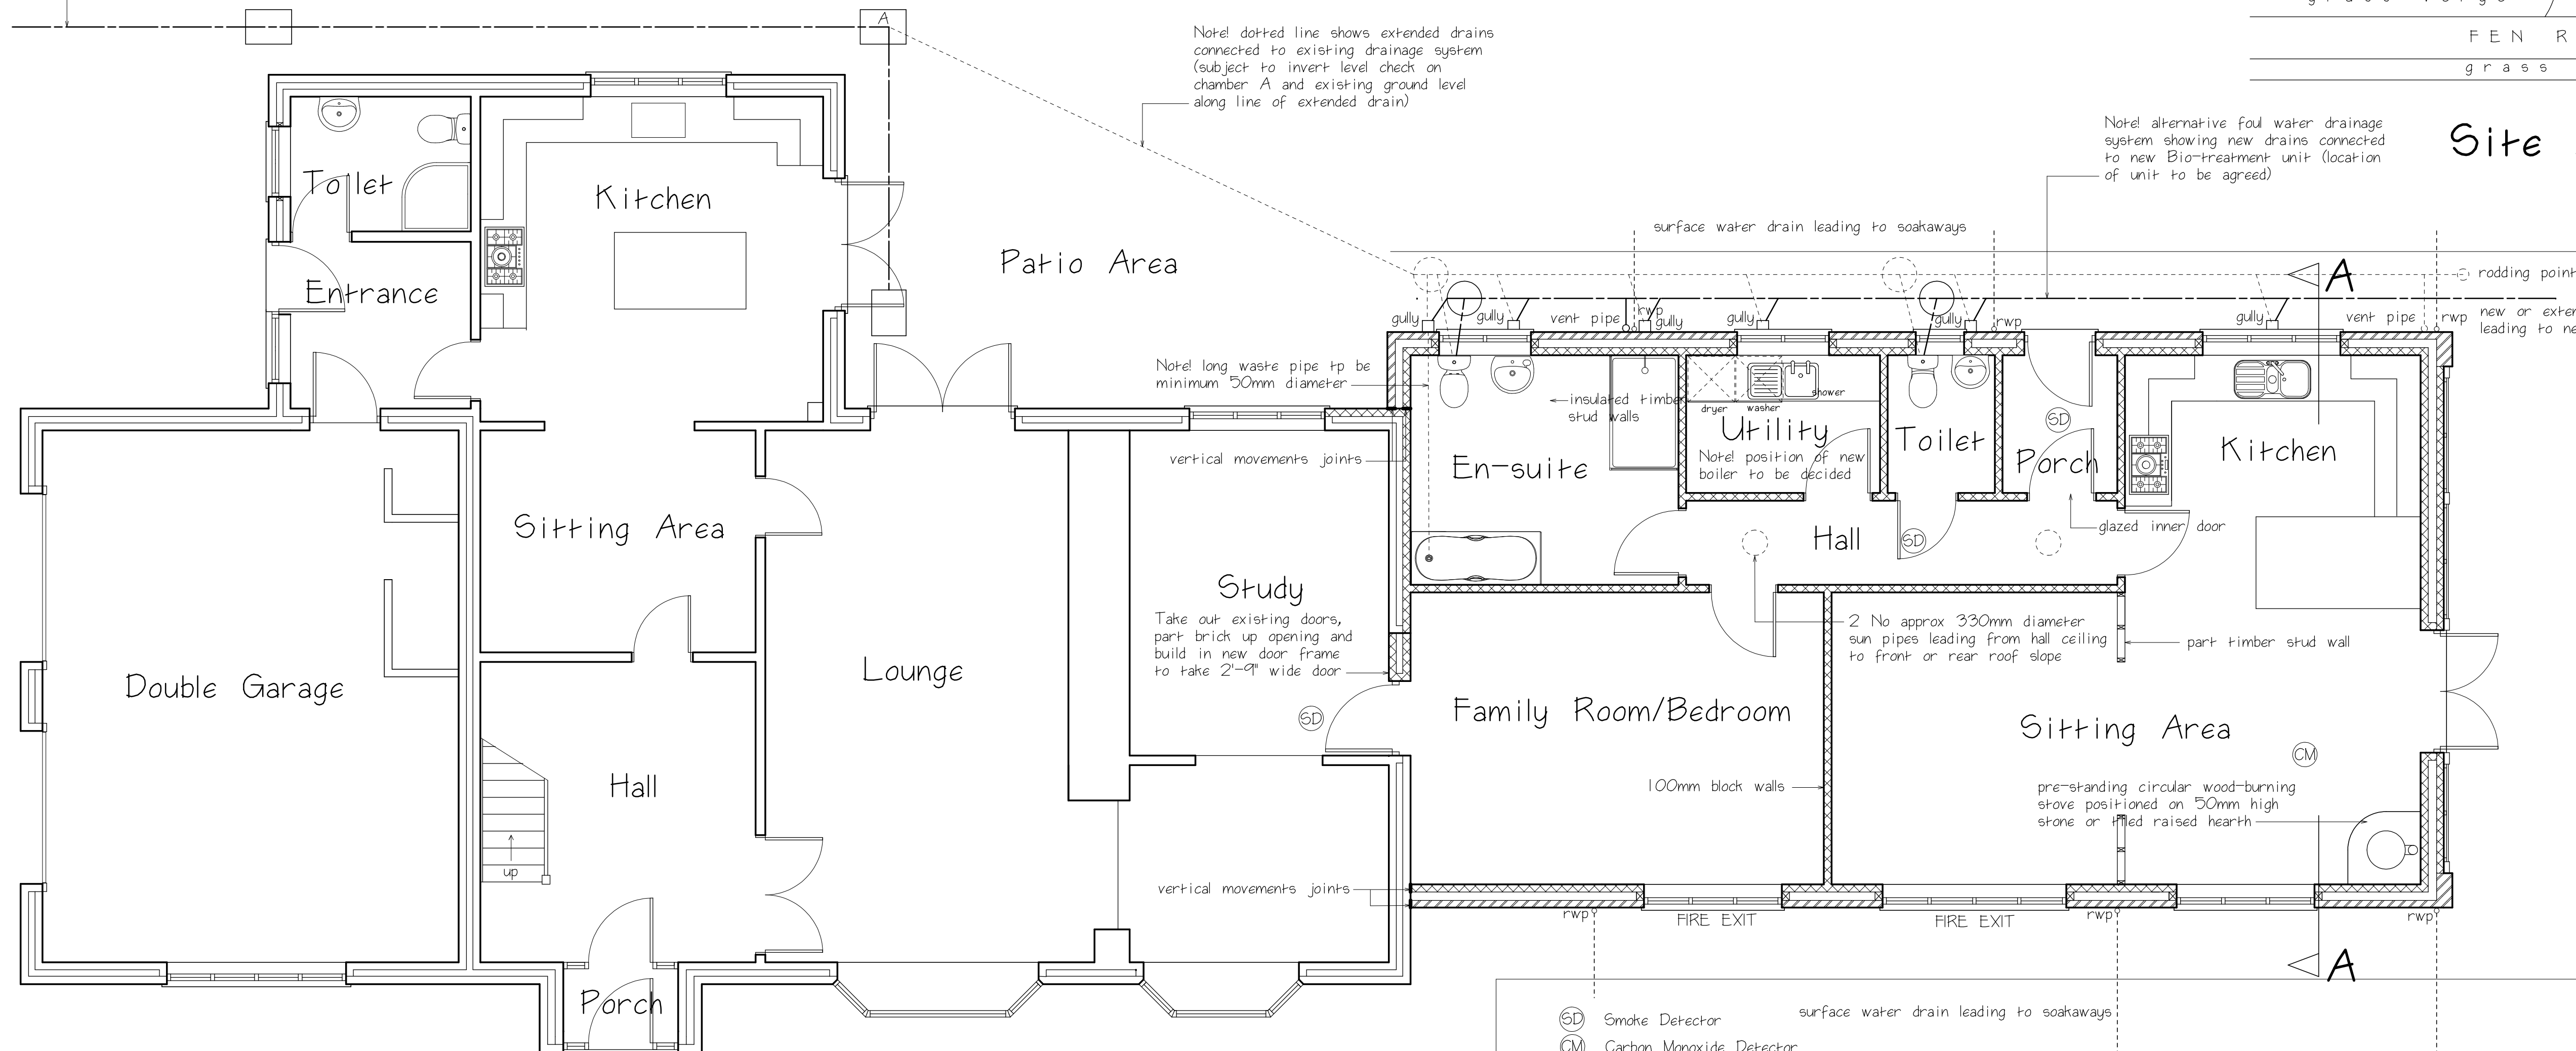 grass verge
FEN R
grass
Site
A
Note! dotted line shows extended drains
connected to existing drainage system
(subject to invert level check on
chamber A and existing ground level
along line of extended drain)
Note! alternative foul water drainage
system showing new drains connected
to new Bio-treatment unit (location
of unit to be agreed)
surface water drain leading to soakaways
Toilet
Kitchen
Patio Area
Entrance
A
rodding point
gully
gully
vent pipe
rwp
gully
gully
gully
rwp
gully
vent pipe
rwp
new or exten
leading to ne
Note! long waste pipe tp be
minimum 50mm diameter
insulated timber
stud walls
shower
dryer
washer
SD
vertical movements joints
En-suite
Utility
Note! position of new
boiler to be decided
Toilet
Porch
Kitchen
Sitting Area
glazed inner door
Hall
SD
Study
Take out existing doors,
part brick up opening and
build in new door frame
to take 2'-9" wide door
2 No approx 330mm diameter
sun pipes leading from hall ceiling
to front or rear roof slope
part timber stud wall
Double Garage
Lounge
SD
Family Room/Bedroom
Sitting Area
CM
Hall
100mm block walls
pre-standing circular wood-burning
stove positioned on 50mm high
stone or tiled raised hearth
up
vertical movements joints
rwp
FIRE EXIT
FIRE EXIT
rwp
rwp
A
Porch
SD Smoke Detector
surface water drain leading to soakaways
CM Carbon Monoxide Detector